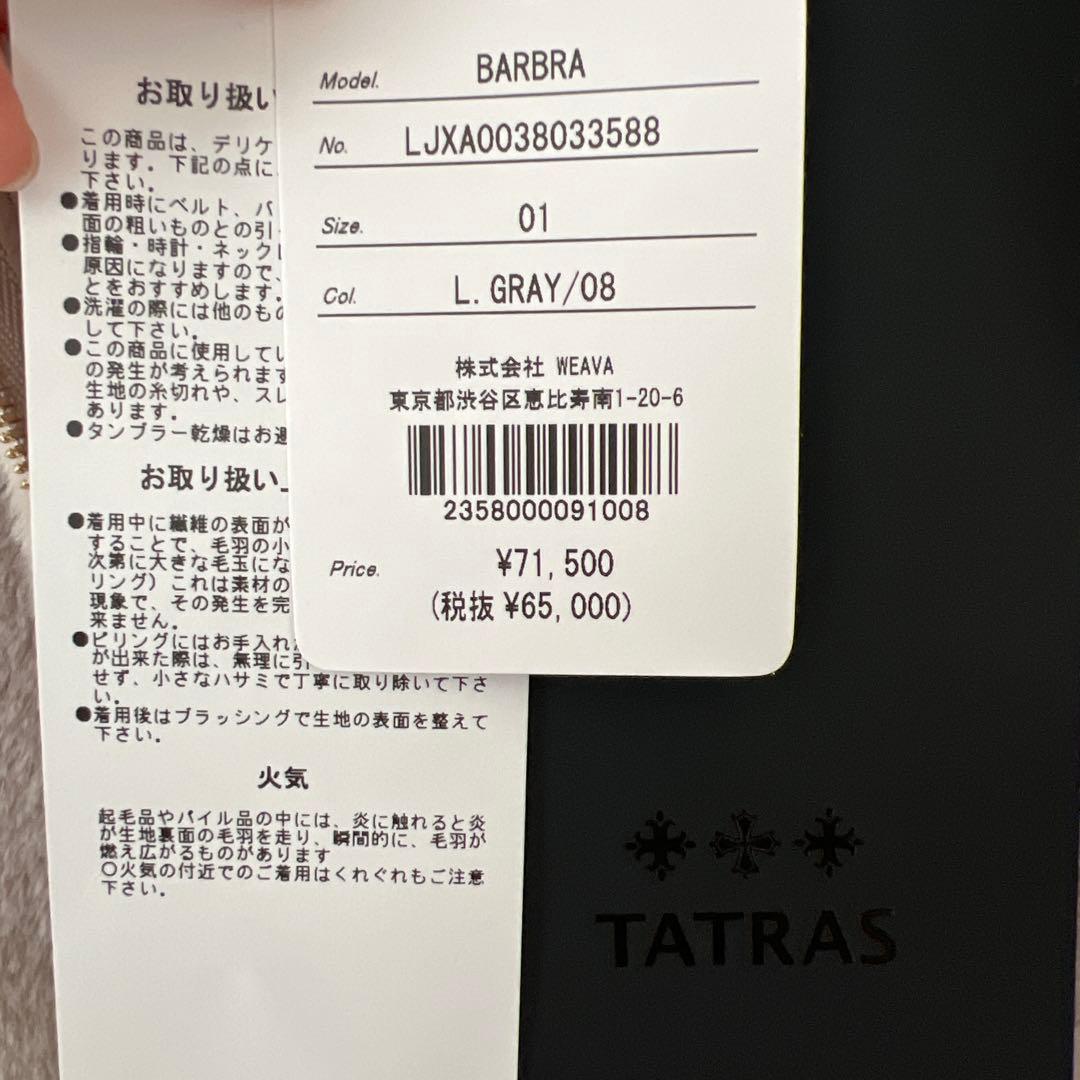 Model. BARBRA
No. LJXA0038033588
Size. 01
Col. L.GRAY/08
株式会社 WEAVA
東京都渋谷区恵比寿南1-20-6
2358000091008
Price. ¥71,500
(税抜 ¥65,000)
お取り扱い
この商品は、デリケ
ります。下記の点に
下さい。
●着用時にベルト、バ
面の粗いものとの引
●指輪・時計・ネック
原因になりますので、
とをおすすめします。
●洗濯の際には他のもの
して下さい。
●この商品に使用してい
の発生が考えられます
生地の糸切れや、スレ
あります。
●タンブラー乾燥はお避
お取り扱い上
●着用中に繊維の表面が
することで、毛羽の小
次第に大きな毛玉にな
リング)これは素材の
現象で、その発生を完
来ません。
●ピリングにはお手入れ
が出来た際は、無理に引
せず、小さなハサミで丁寧に取り除いて下さ
い。
●着用後はブラッシングで生地の表面を整えて
下さい。
火気
起毛品やパイル品の中には、炎に触れると炎
が生地裏面の毛羽を走り、瞬間的に、毛羽が
燃え広がるものがあります
○火気の付近でのご着用はくれぐれもご注意
下さい。
TATRAS